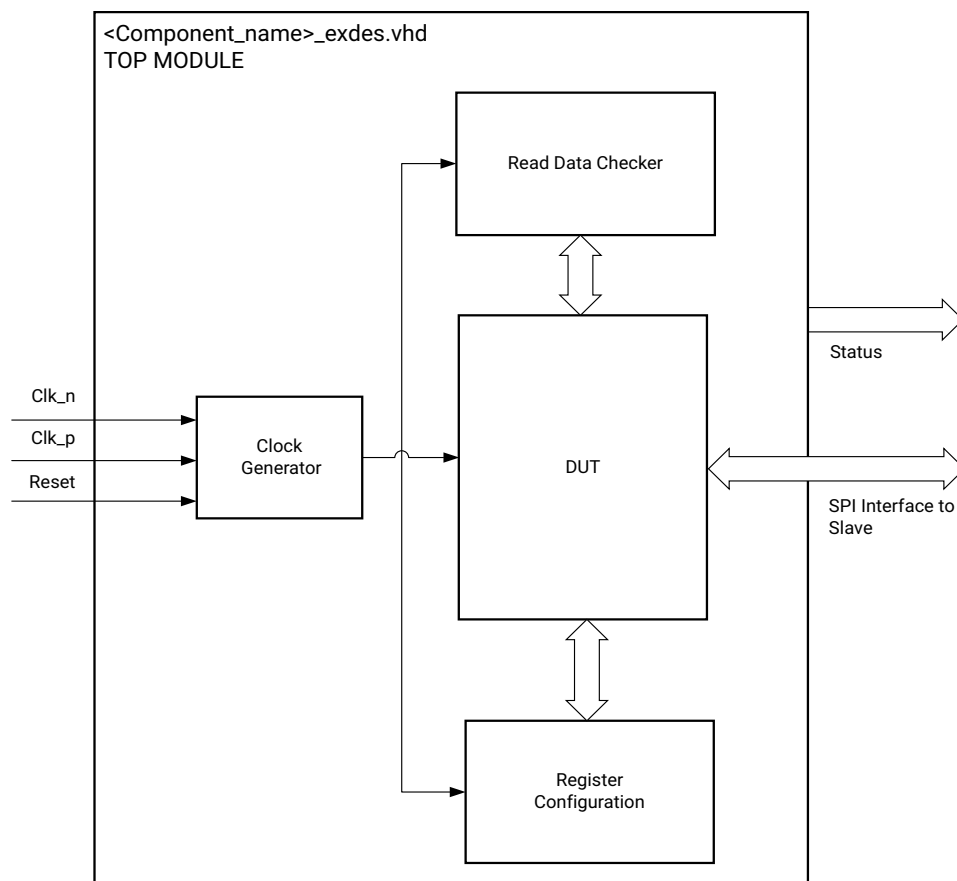 <Component_name>_exdes.vhd
TOP MODULE
Read Data Checker
Status
Clk_n
Clk_p
Reset
Clock
Generator
DUT
SPI Interface to
Slave
Register
Configuration